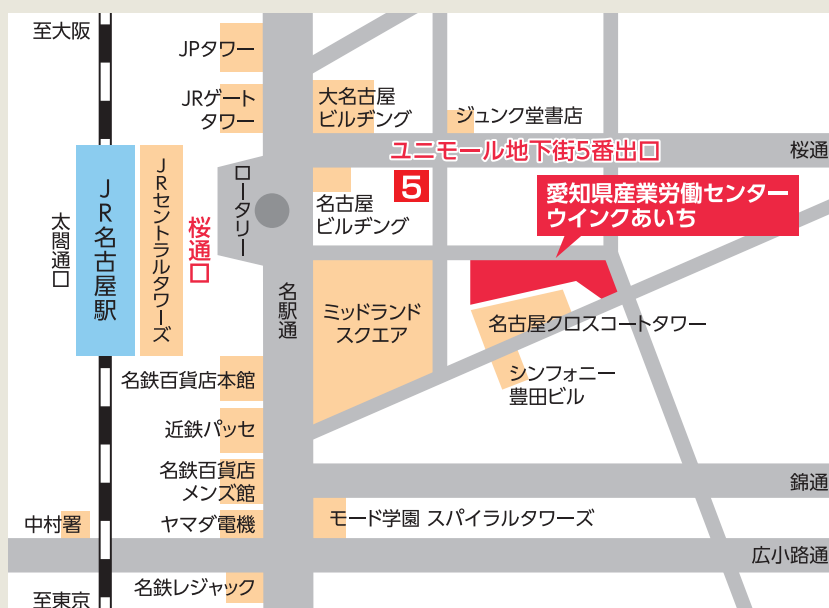 至大阪
JPタワー
JRゲート
タワー
大名古屋
ビルヂング
ジュンク堂書店
ユニモール地下街5番出口
桜通
JR名古屋駅
JRセントラルタワーズ
桜通口
ロータリー
太閤通口
5
名古屋
ビルヂング
愛知県産業労働センター
ウインクあいち
名駅通
ミッドランド
スクエア
名古屋クロスコートタワー
シンフォニー
豊田ビル
名鉄百貨店本館
近鉄パッセ
名鉄百貨店
メンズ館
錦通
中村署
ヤマダ電機
モード学園 スパイラルタワーズ
広小路通
名鉄レジャック
至東京